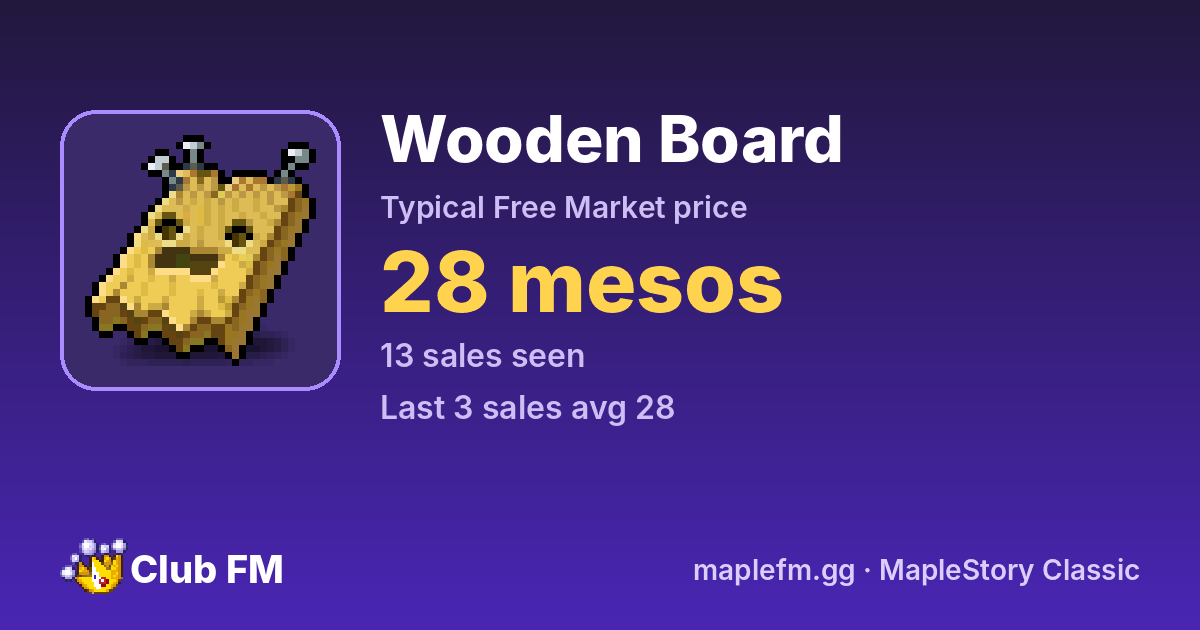 Wooden Board
Typical Free Market price
28 mesos
13 sales seen
Last 3 sales avg 28
Club FM
maplefm.gg · MapleStory Classic